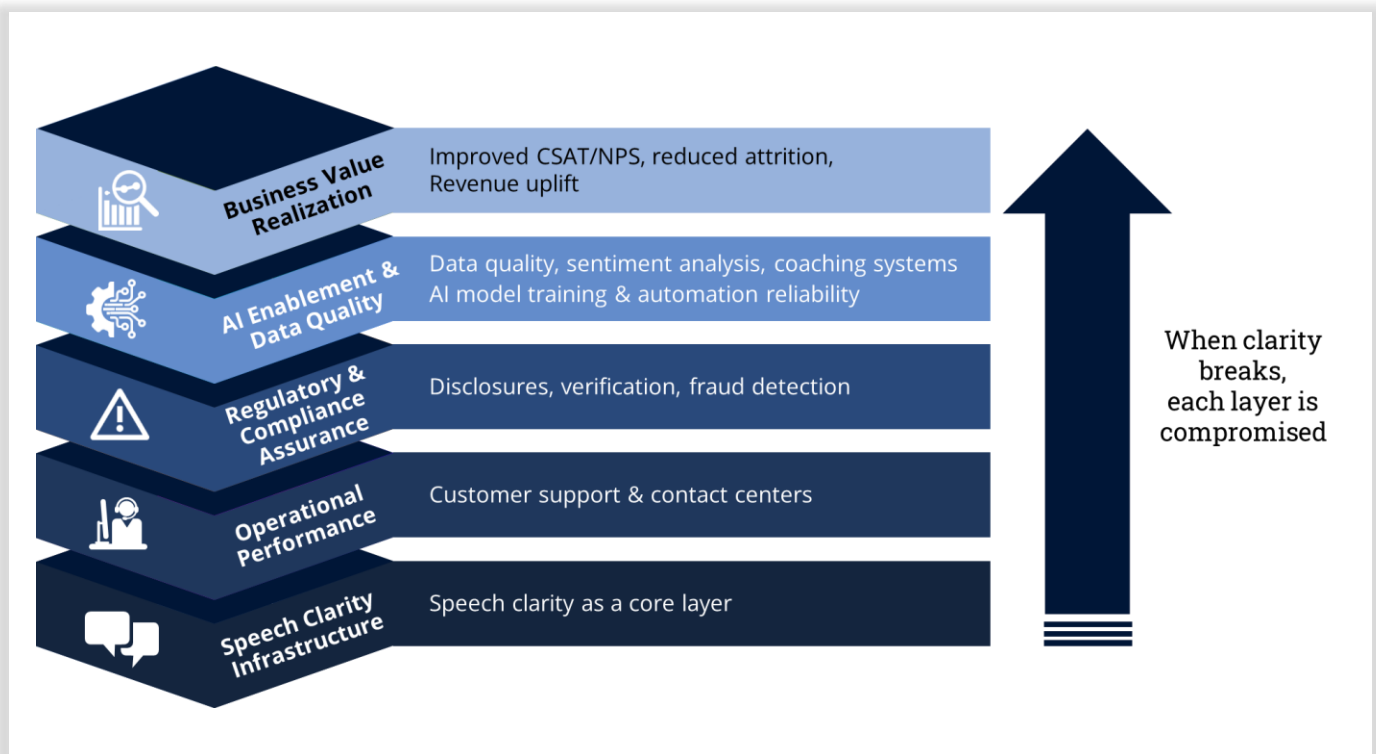 Business Value
Realization
Improved CSAT/NPS, reduced attrition,
Revenue uplift
AI Enablement &
Data Quality
Data quality, sentiment analysis, coaching systems
AI model training & automation reliability
Regulatory &
Compliance
Assurance
Disclosures, verification, fraud detection
Operational
Performance
Customer support & contact centers
Speech Clarity
Infrastructure
Speech clarity as a core layer
When clarity
breaks,
each layer is
compromised